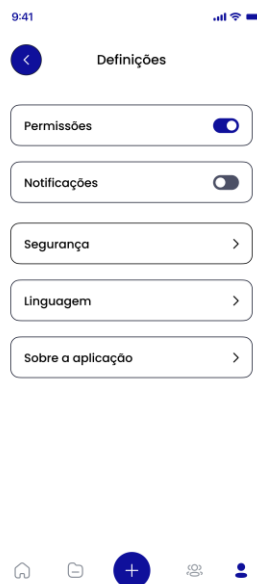 9:41
Definições
Permissões
Notificações
Segurança
Linguagem
Sobre a aplicação